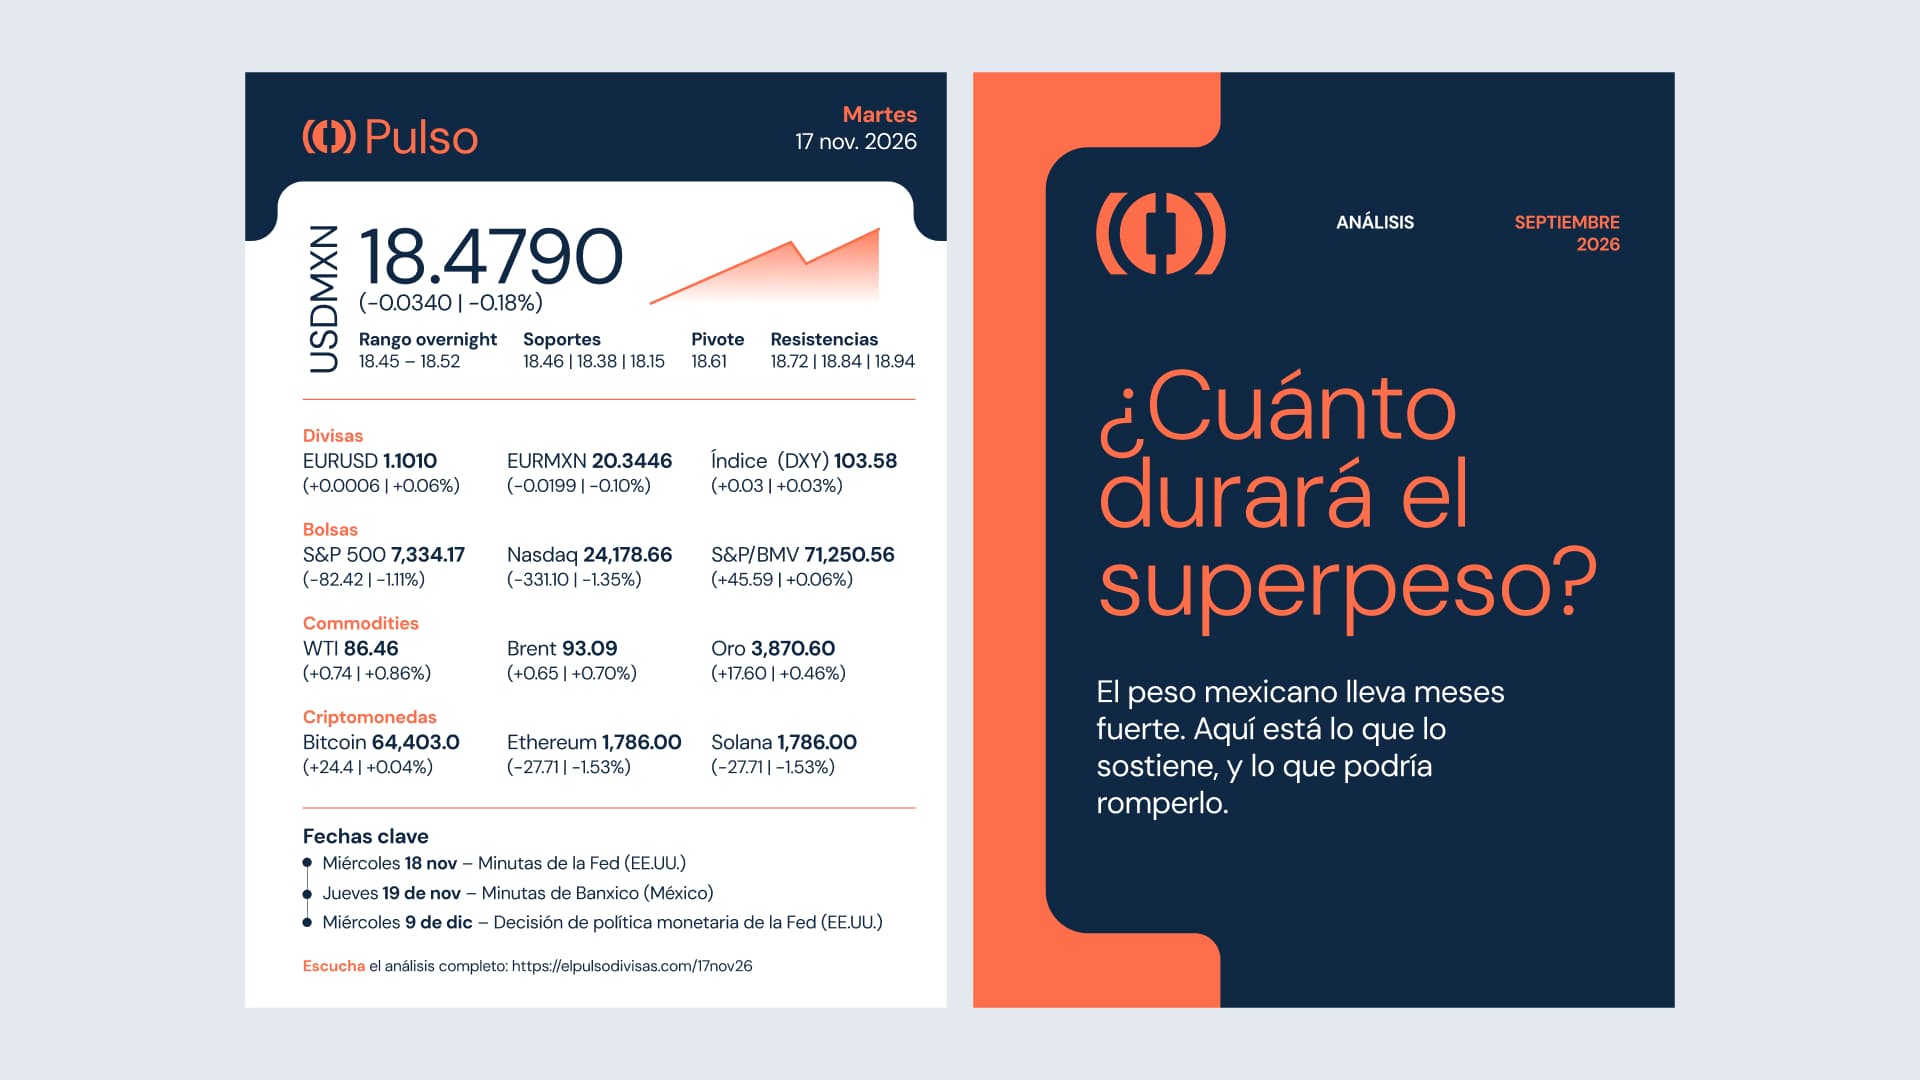 Pulso
Martes
17 nov. 2026
USDMXN
18.4790
(-0.0340 | -0.18%)
Rango overnight
18.45 – 18.52
Soportes
18.46 | 18.38 | 18.15
Pivote
18.61
Resistencias
18.72 | 18.84 | 18.94
Divisas
EURUSD 1.1010
(+0.0006 | +0.06%)
EURMXN 20.3446
(-0.0199 | -0.10%)
Índice (DXY) 103.58
(+0.03 | +0.03%)
Bolsas
S&P 500 7,334.17
(-82.42 | -1.11%)
Nasdaq 24,178.66
(-331.10 | -1.35%)
S&P/BMV 71,250.56
(+45.59 | +0.06%)
Commodities
WTI 86.46
(+0.74 | +0.86%)
Brent 93.09
(+0.65 | +0.70%)
Oro 3,870.60
(+17.60 | +0.46%)
Criptomonedas
Bitcoin 64,403.0
(+24.4 | +0.04%)
Ethereum 1,786.00
(-27.71 | -1.53%)
Solana 1,786.00
(-27.71 | -1.53%)
Fechas clave
Miércoles 18 nov – Minutas de la Fed (EE.UU.)
Jueves 19 de nov – Minutas de Banxico (México)
Miércoles 9 de dic – Decisión de política monetaria de la Fed (EE.UU.)
Escucha el análisis completo: https://elpulsodivisas.com/17nov26
ANÁLISIS
SEPTIEMBRE
2026
¿Cuánto
durará el
superpeso?
El peso mexicano lleva meses
fuerte. Aquí está lo que lo
sostiene, y lo que podría
romperlo.